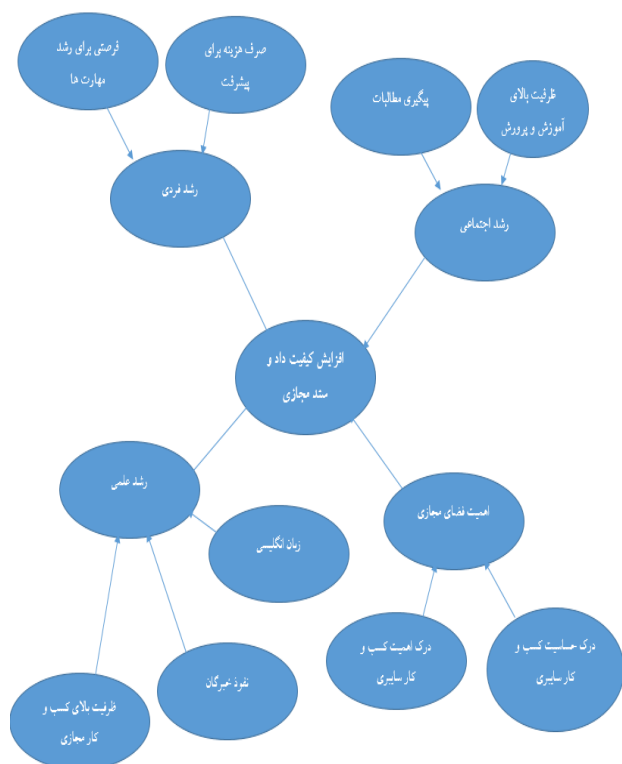 فرصتی برای رشد
مهارت ها
صرف هزینه برای
پیشرفت
پیگیری مطالبات
ظرفیت بالای
آموزش و پرورش
رشد فردی
رشد اجتماعی
افزایش کیفیت داد و
ستد مجازی
رشد علمی
اهمیت فضای مجازی
زبان انگلیسی
درک اهمیت کسب و
کار سایبری
درک حساسیت کسب و
کار سایبری
نفوذ خبرگان
ظرفیت بالای کسب و
کار مجازی